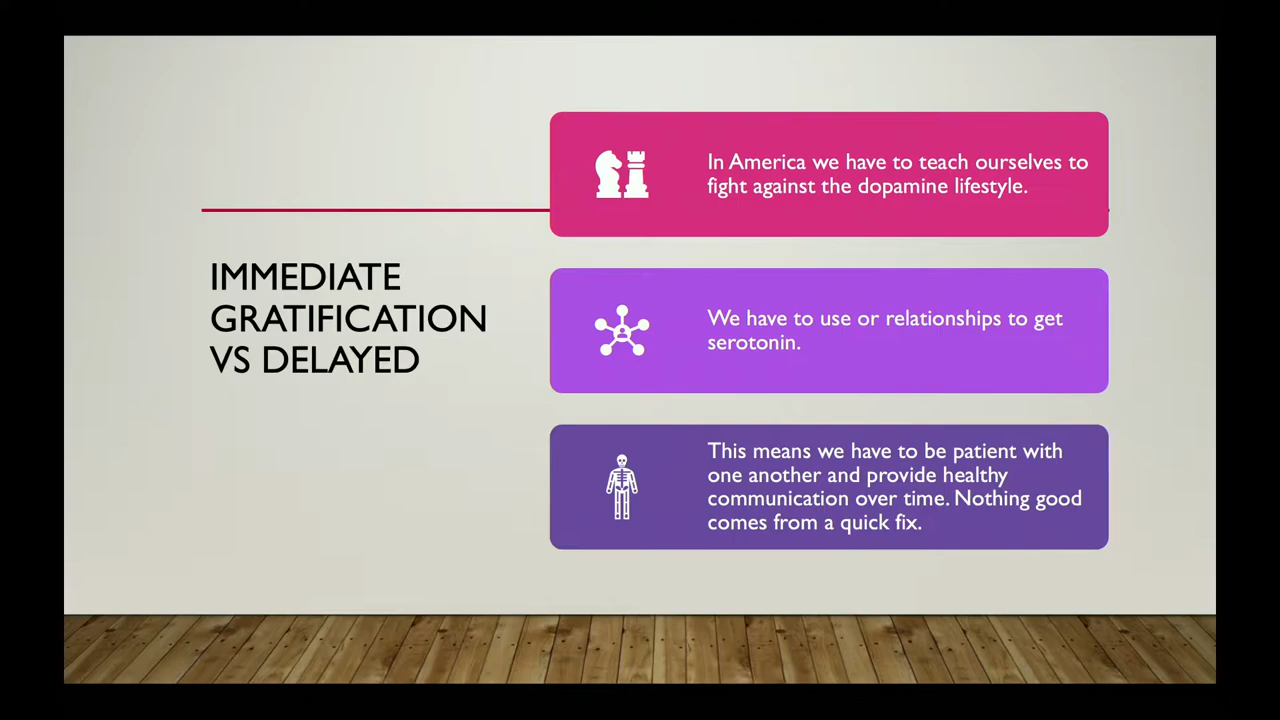 IMMEDIATE
GRATIFICATION
VS DELAYED
In America we have to teach ourselves to
fight against the dopamine lifestyle.
We have to use or relationships to get
serotonin.
This means we have to be patient with
one another and provide healthy
communication over time. Nothing good
comes from a quick fix.